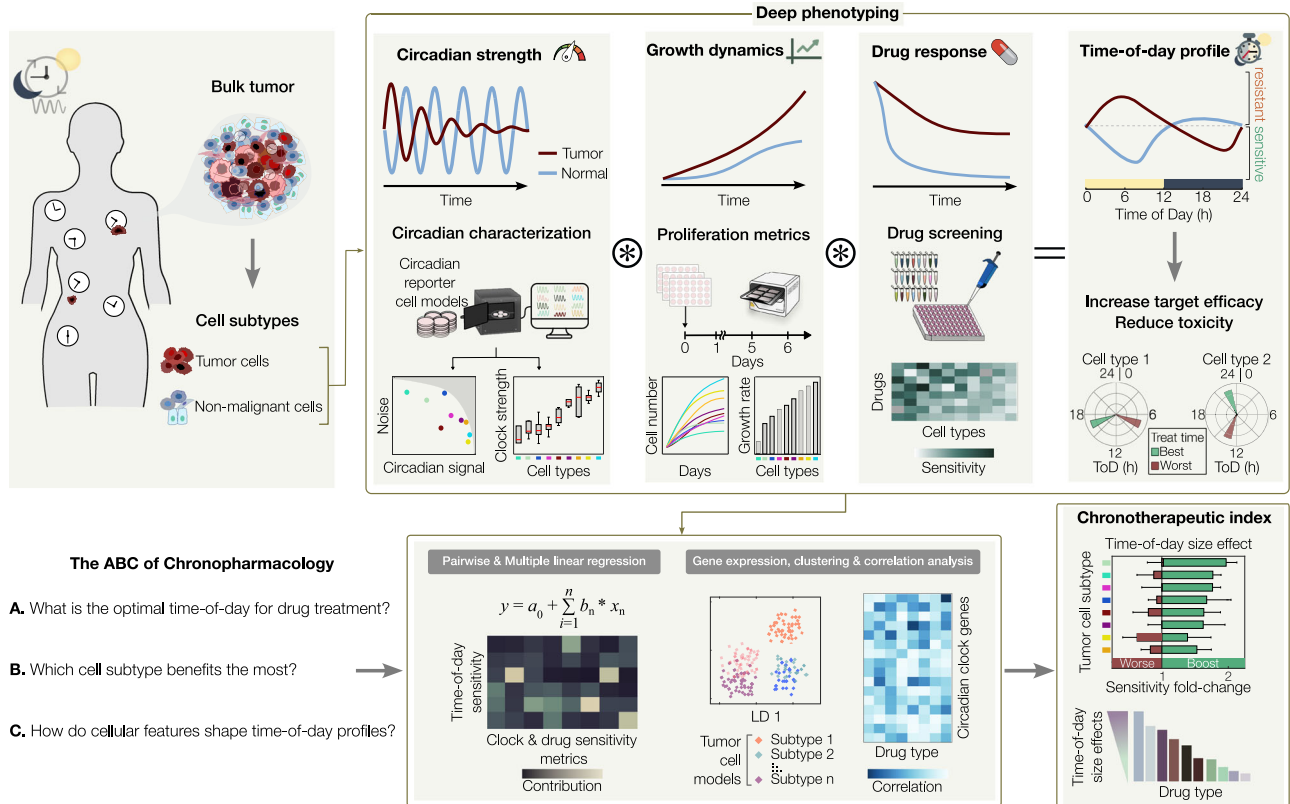 Deep phenotyping
Bulk tumor
Cell subtypes
Tumor cells
Non-malignant cells
Circadian strength
Tumor
Normal
Time
Circadian characterization
Circadian
reporter
cell models
Noise
Circadian signal
Clock strength
Cell types
Growth dynamics
Time
Proliferation metrics
0 1 5 6
Days
Cell number
Days
Growth rate
Cell types
Drug response
Time
Drug screening
Drugs
Cell types
Sensitivity
Time-of-day profile
resistant
sensitive
0 6 12 18 24
Time of Day (h)
Increase target efficacy
Reduce toxicity
Cell type 1
24 | 0
18
6
12
ToD (h)
Cell type 2
24 | 0
6
12
ToD (h)
Treat time
Best
Worst
The ABC of Chronopharmacology
A. What is the optimal time-of-day for drug treatment?
B. Which cell subtype benefits the most?
C. How do cellular features shape time-of-day profiles?
Pairwise & Multiple linear regression
y = a0 + n∑i=1 bn * xn
Time-of-day
sensitivity
Clock & drug sensitivity
metrics
Contribution
Gene expression, clustering & correlation analysis
LD 1
Tumor
cell
models
Subtype 1
Subtype 2
Subtype n
Circadian clock genes
Drug type
Correlation
Chronotherapeutic index
Time-of-day size effect
Tumor cell subtype
Worse
Boost
1 2
Sensitivity fold-change
Time-of-day
size effects
Drug type